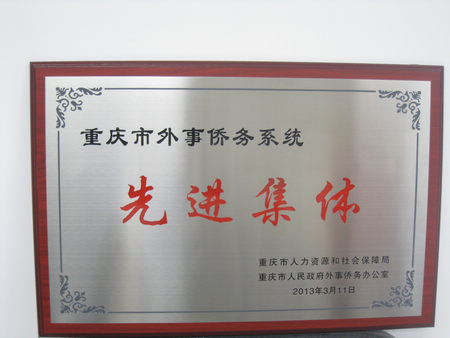 重庆市外事侨务系统
先进集体
重庆市人力资源和社会保障局
重庆市人民政府外事侨务办公室
2013年3月11日